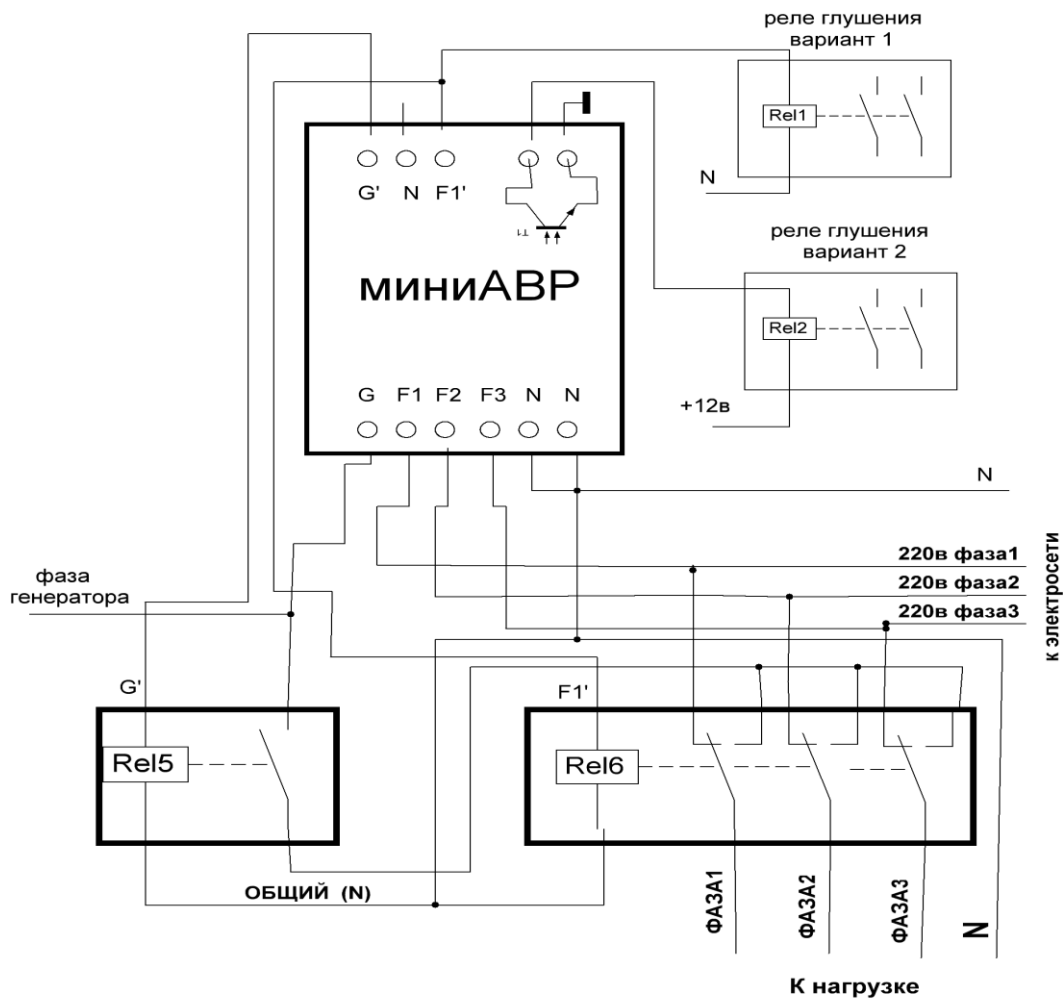 реле глушения
вариант 1
Rel1
N
G' N F1'
T1
миниАВР
реле глушения
вариант 2
Rel2
+12в
G F1 F2 F3 N N
N
220в фаза1
220в фаза2
220в фаза3
к электросети
фаза
генератора
G'
F1'
Rel5
Rel6
ОБЩИЙ (N)
ФАЗА1
ФАЗА2
ФАЗА3
N
К нагрузке